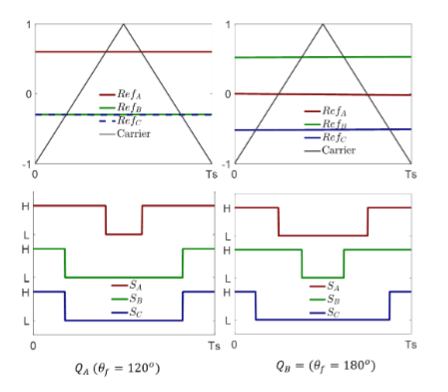 1
0
-1
0
Ts
Ref_A
Ref_B
Ref_C
Carrier
1
0
-1
0
Ts
Ref_A
Ref_B
Ref_C
Carrier
H
L
H
L
H
L
0
Ts
S_A
S_B
S_C
H
L
H
L
H
L
0
Ts
S_A
S_B
S_C
Q_A (θ_f = 120°)
Q_B = (θ_f = 180°)